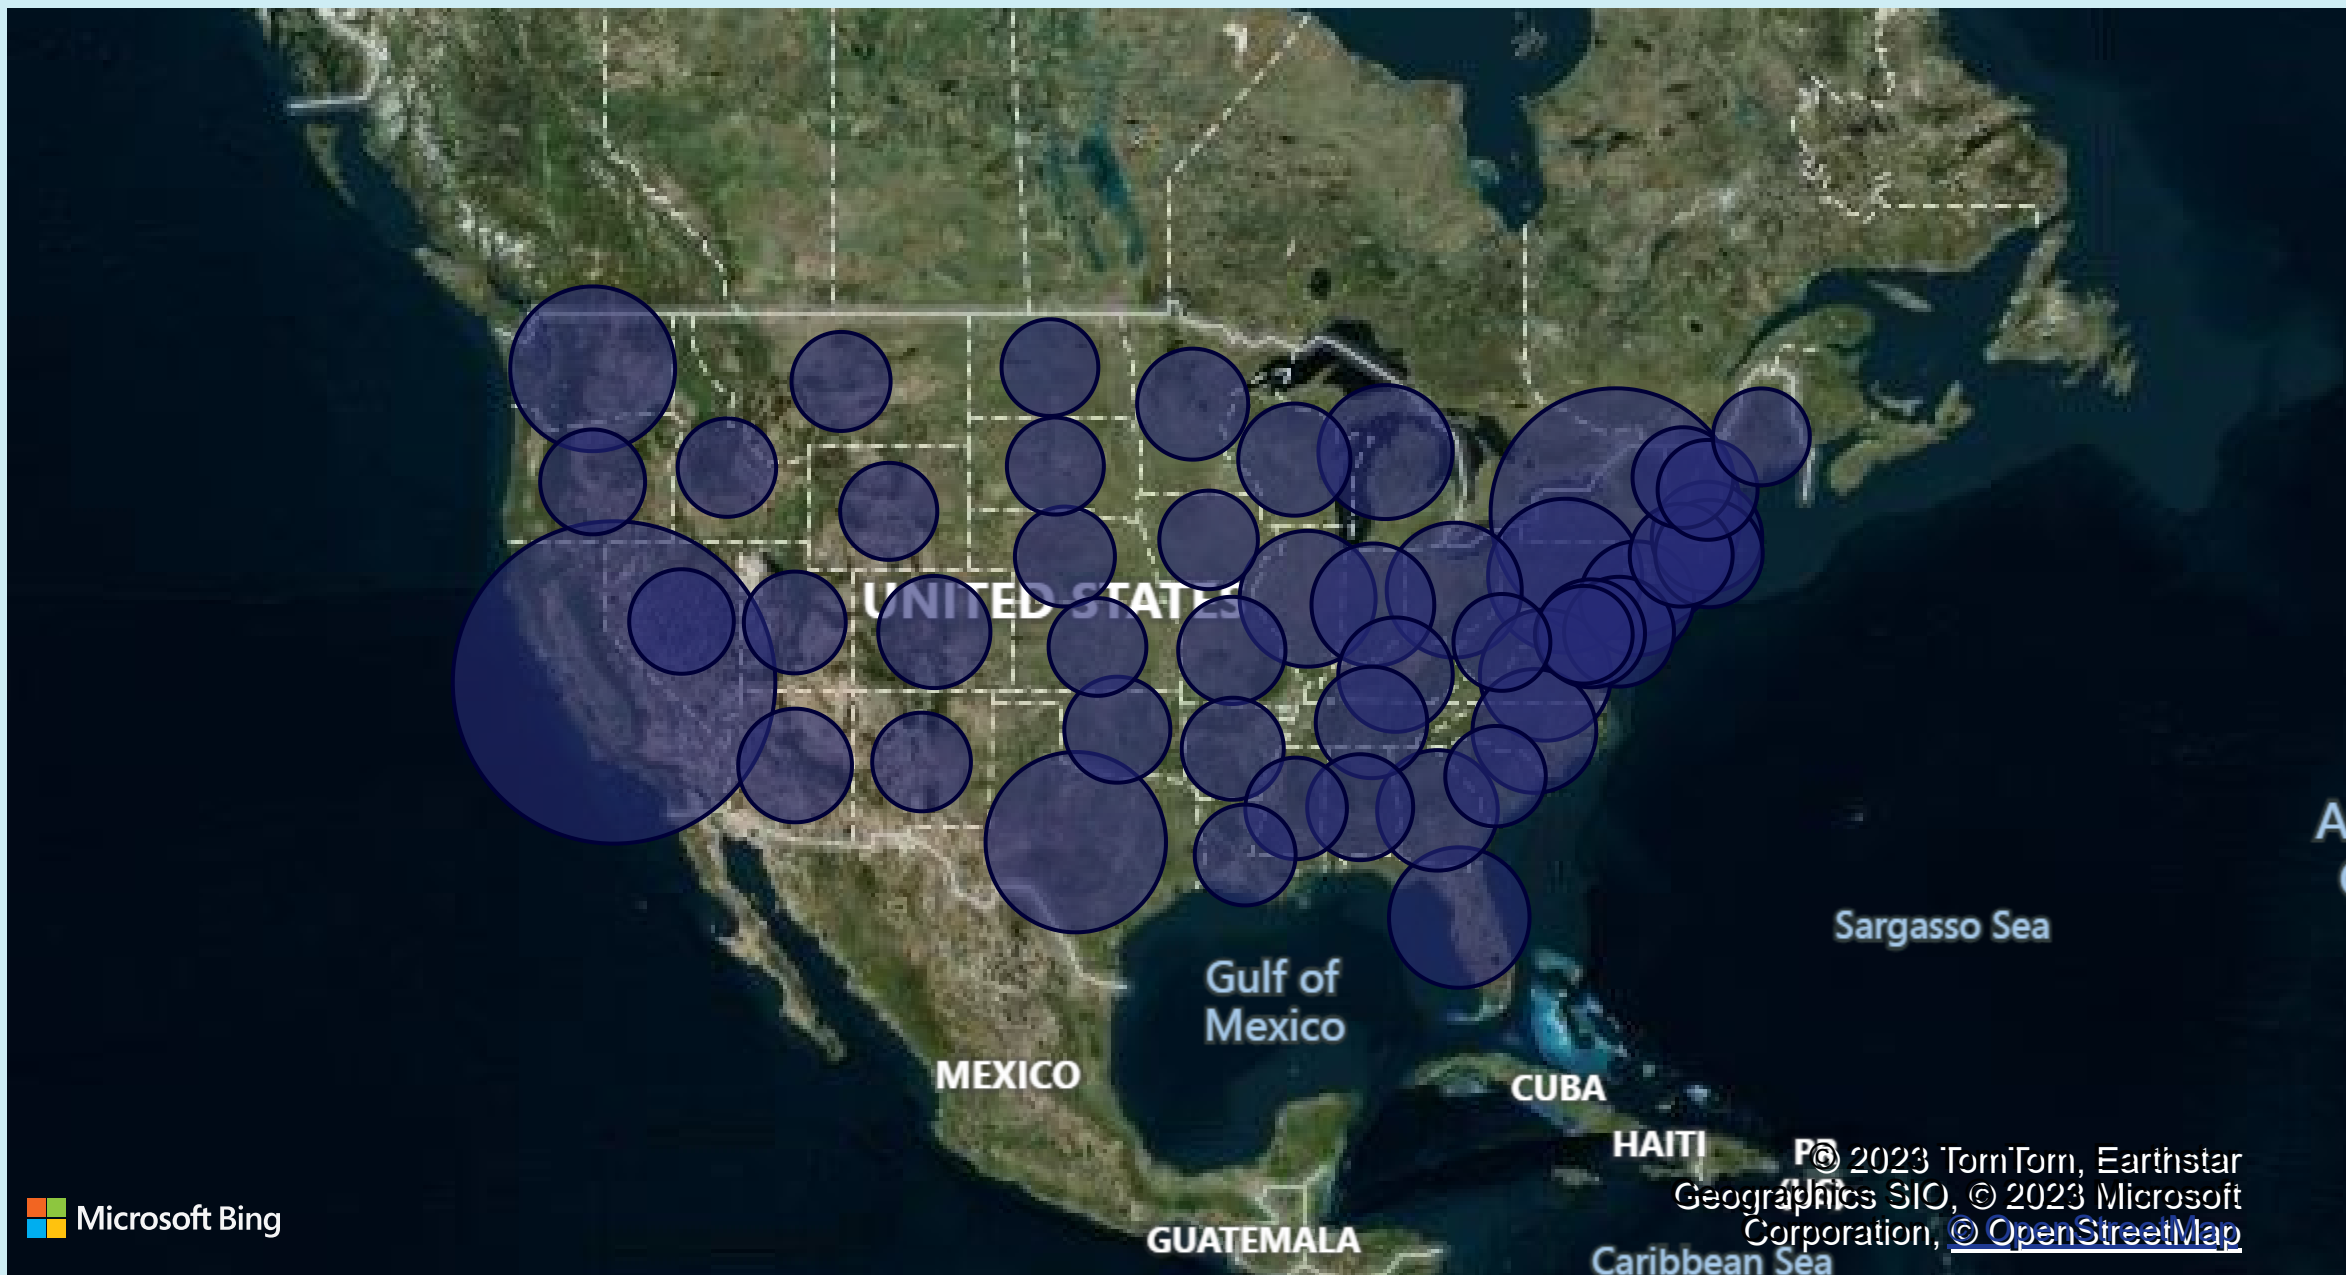 UNITED STATES
Gulf of
Mexico
Sargasso Sea
MEXICO
CUBA
HAITI
© 2023 TomTom, Earthstar
Geographics SIO, © 2023 Microsoft
Corporation, © OpenStreetMap
Microsoft Bing
GUATEMALA
Caribbean Sea